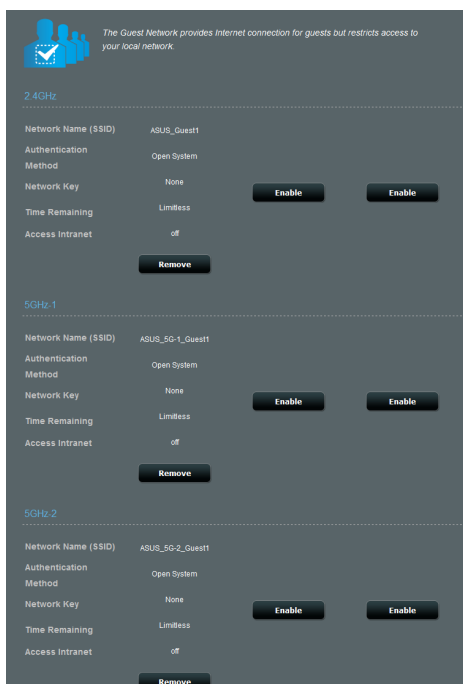 The Guest Network provides Internet connection for guests but restricts access to
your local network.
2.4GHz
Network Name (SSID) ASUS_Guest1
Authentication
Method Open System
Network Key None
Enable Enable
Time Remaining Limitless
Access Intranet off
Remove
5GHz-1
Network Name (SSID) ASUS_5G-1_Guest1
Authentication
Method Open System
Network Key None
Enable Enable
Time Remaining Limitless
Access Intranet off
Remove
5GHz-2
Network Name (SSID) ASUS_5G-2_Guest1
Authentication
Method Open System
Network Key None
Enable Enable
Time Remaining Limitless
Access Intranet off
Remove